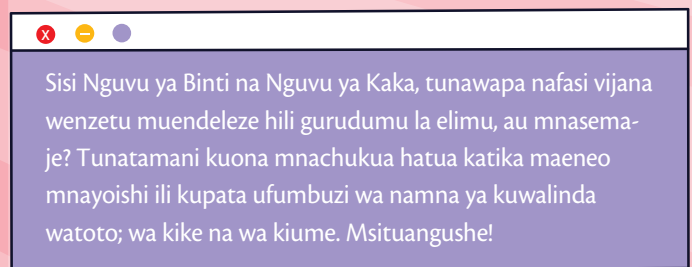 X
Sisi Nguvu ya Binti na Nguvu ya Kaka, tunawapa nafasi vijana
wenzetu muendeleze hili gurudumu la elimu, au mnasema-
je? Tunatamani kuona mnachukua hatua katika maeneo
mnayoishi ili kupata ufumbuzi wa namna ya kuwalinda
watoto; wa kike na wa kiume. Msituangushe!